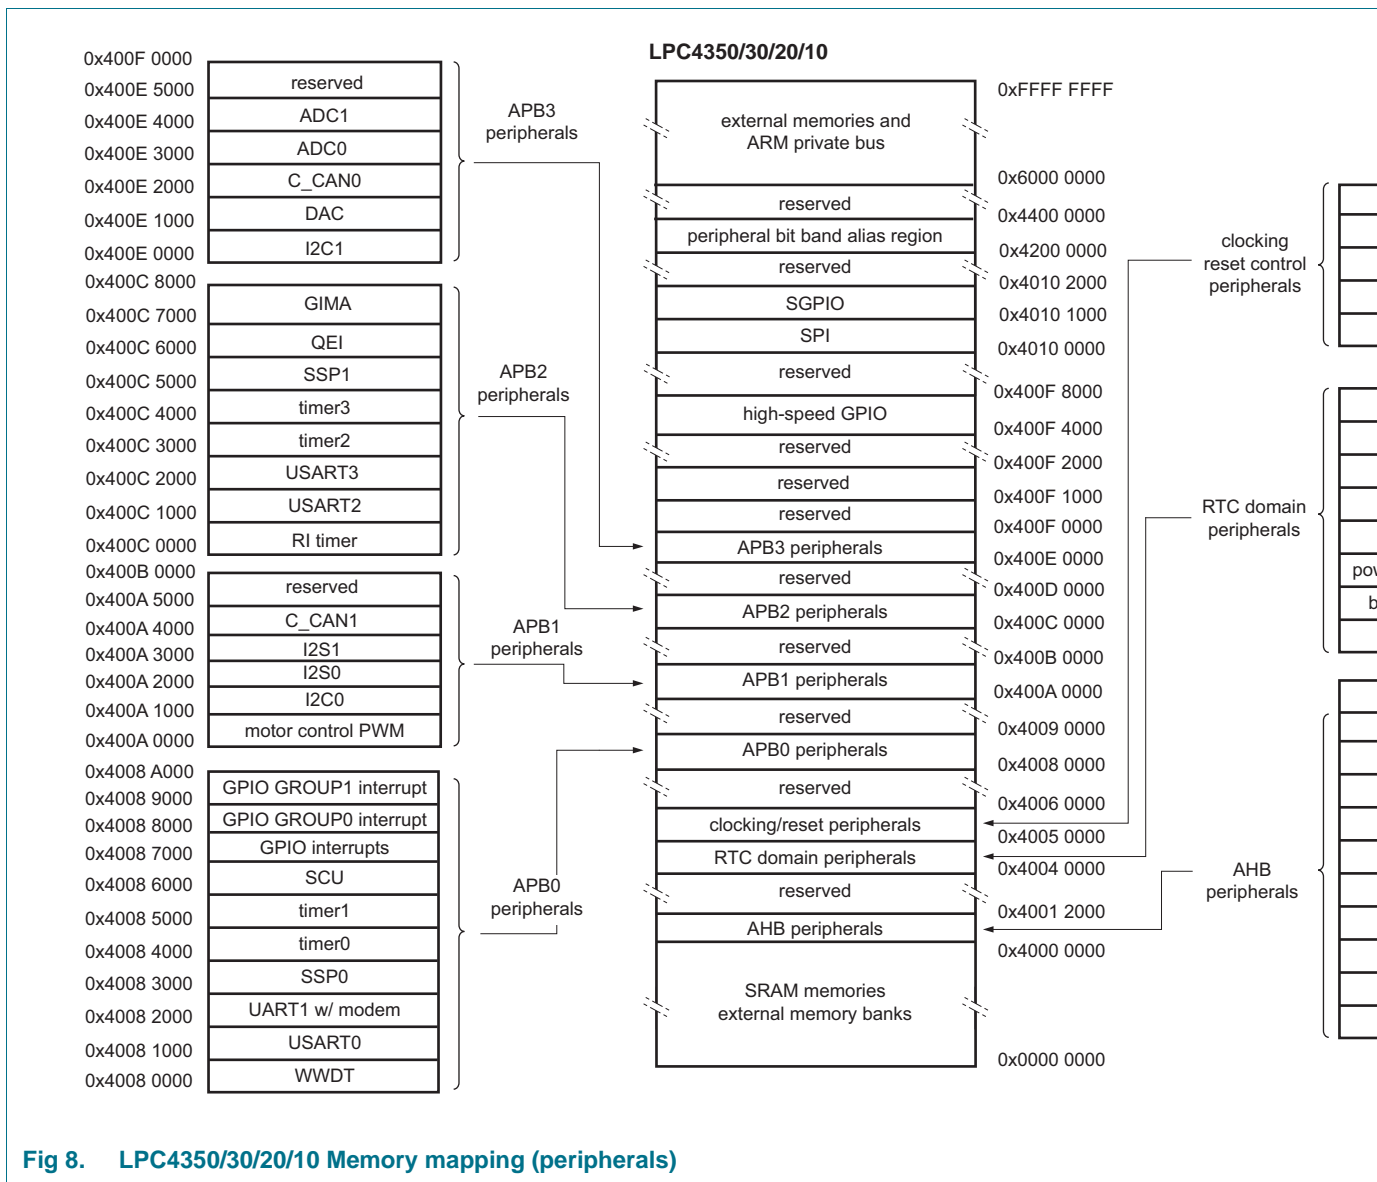 LPC4350/30/20/10
0x400F 0000
reserved
0x400E 5000
ADC1
0x400E 4000
ADC0
0x400E 3000
C_CAN0
0x400E 2000
DAC
0x400E 1000
I2C1
0x400E 0000
APB3
peripherals
0x400C 8000
GIMA
0x400C 7000
QEI
0x400C 6000
SSP1
0x400C 5000
timer3
0x400C 4000
timer2
0x400C 3000
USART3
0x400C 2000
USART2
0x400C 1000
RI timer
0x400C 0000
APB2
peripherals
0x400B 0000
reserved
0x400A 5000
C_CAN1
0x400A 4000
I2S1
0x400A 3000
I2S0
0x400A 2000
I2C0
0x400A 1000
motor control PWM
0x400A 0000
APB1
peripherals
0x4008 A000
GPIO GROUP1 interrupt
0x4008 9000
GPIO GROUP0 interrupt
0x4008 8000
GPIO interrupts
0x4008 7000
SCU
0x4008 6000
timer1
0x4008 5000
timer0
0x4008 4000
SSP0
0x4008 3000
UART1 w/ modem
0x4008 2000
USART0
0x4008 1000
WWDT
0x4008 0000
APB0
peripherals
0xFFFF FFFF
external memories and
ARM private bus
0x6000 0000
reserved
0x4400 0000
peripheral bit band alias region
0x4200 0000
reserved
0x4010 2000
SGPIO
0x4010 1000
SPI
0x4010 0000
reserved
0x400F 8000
high-speed GPIO
0x400F 4000
reserved
0x400F 2000
reserved
0x400F 1000
reserved
0x400F 0000
APB3 peripherals
0x400E 0000
reserved
0x400D 0000
APB2 peripherals
0x400C 0000
reserved
0x400B 0000
APB1 peripherals
0x400A 0000
reserved
0x4009 0000
APB0 peripherals
0x4008 0000
reserved
0x4006 0000
clocking/reset peripherals
0x4005 0000
RTC domain peripherals
0x4004 0000
reserved
0x4001 2000
AHB peripherals
0x4000 0000
SRAM memories
external memory banks
0x0000 0000
clocking
reset control
peripherals
RTC domain
peripherals
AHB
peripherals
Fig 8. LPC4350/30/20/10 Memory mapping (peripherals)